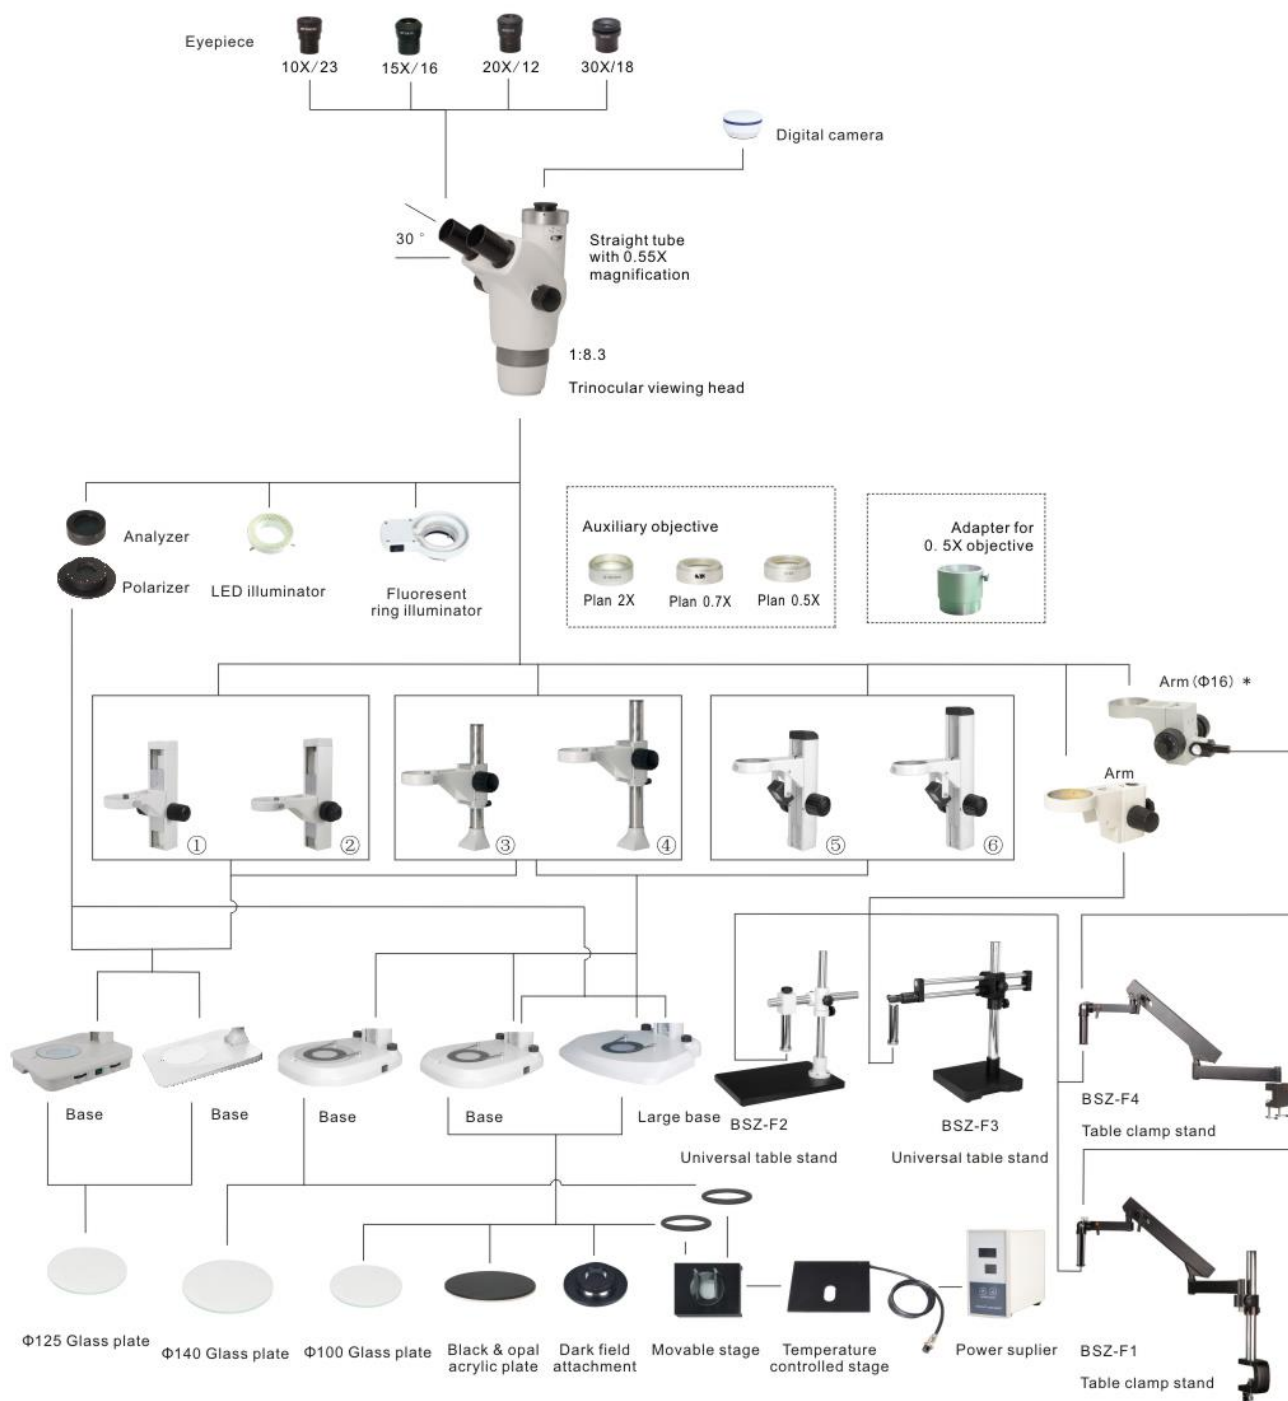 Eyepiece
10X/23
15X/16
20X/12
30X/18
Digital camera
30 °
Straight tube
with 0.55X
magnification
1:8.3
Trinocular viewing head
Analyzer
Polarizer
LED illuminator
Fluoresent
ring illuminator
Auxiliary objective
Plan 2X
Plan 0.7X
Plan 0.5X
Adapter for
0. 5X objective
Arm (Φ16) *
Arm
①
②
③
④
⑤
⑥
Base
Base
Base
Base
Large base
BSZ-F2
Universal table stand
BSZ-F3
Universal table stand
BSZ-F4
Table clamp stand
Φ125 Glass plate
Φ140 Glass plate
Φ100 Glass plate
Black & opal
acrylic plate
Dark field
attachment
Movable stage
Temperature
controlled stage
Power suplier
BSZ-F1
Table clamp stand